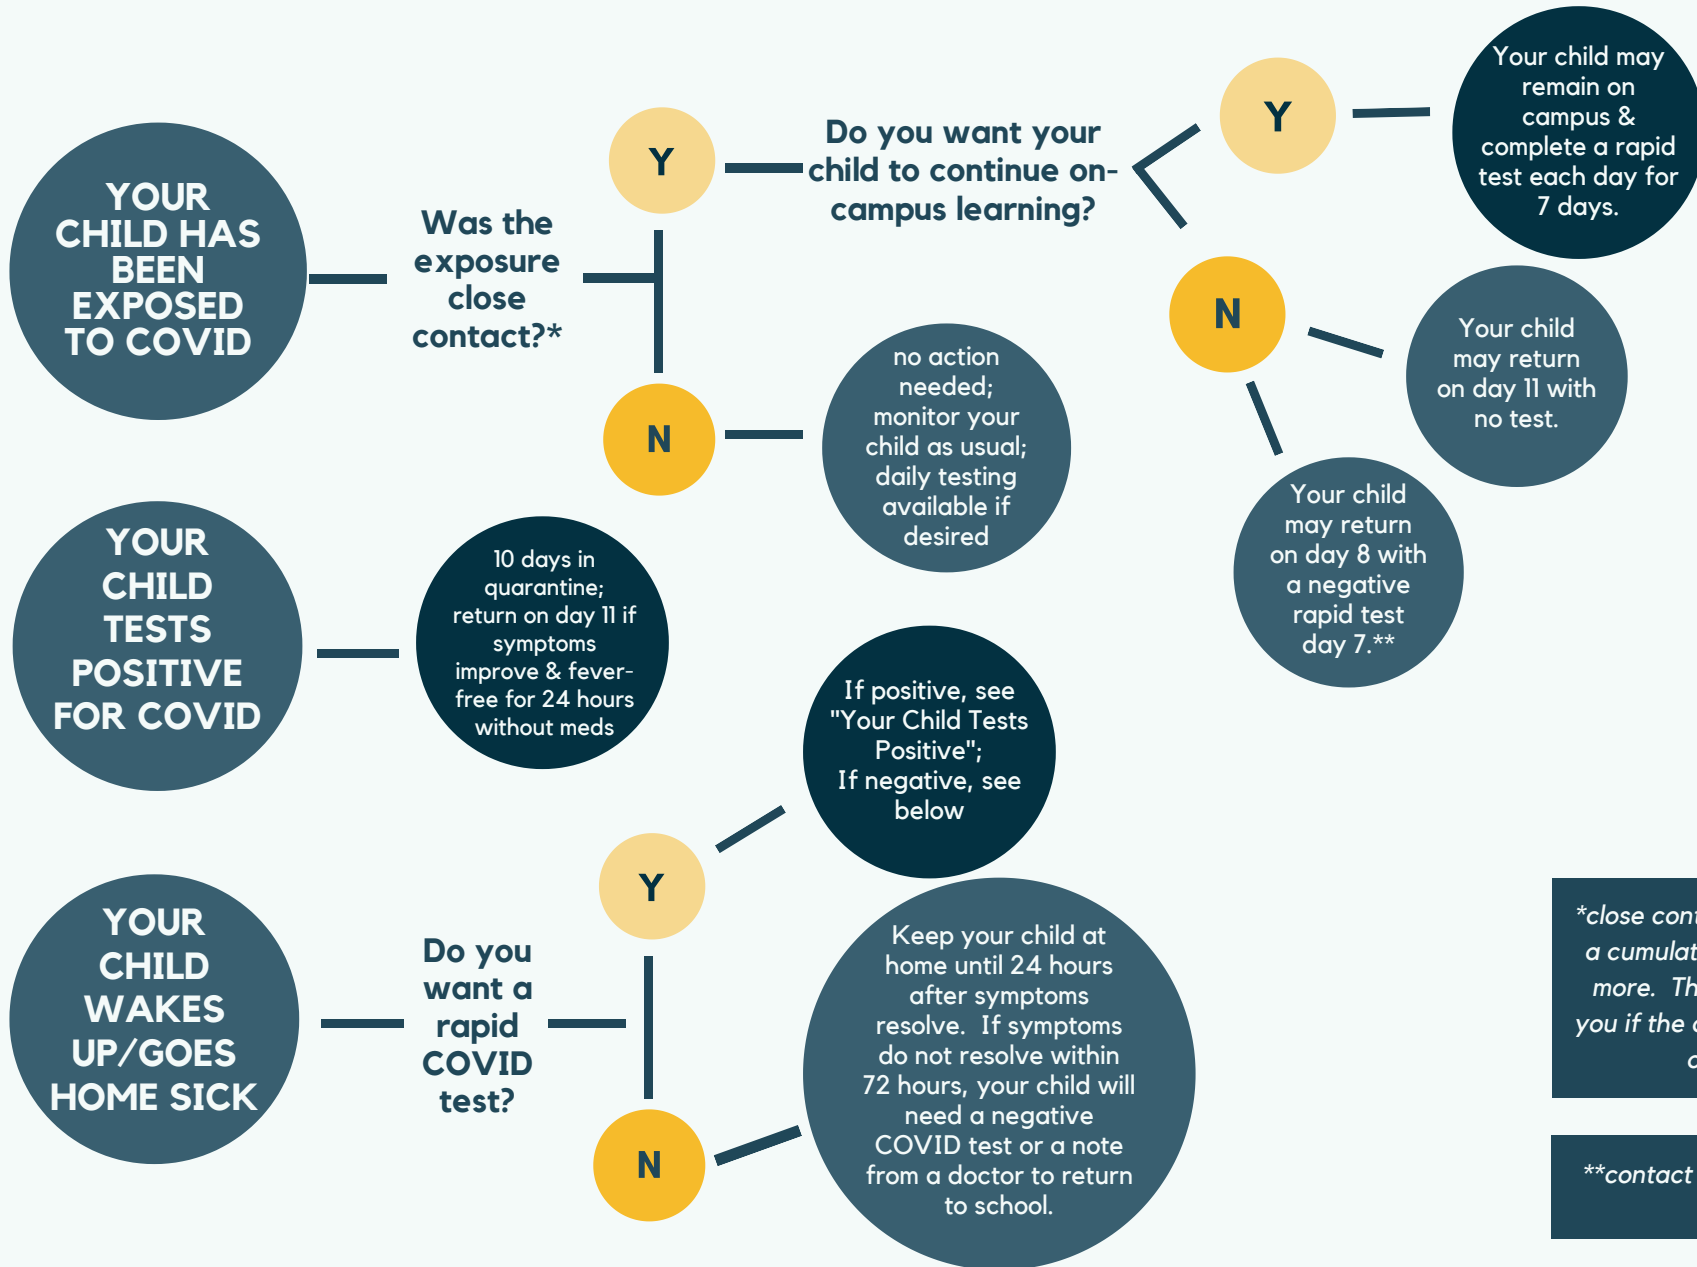 YOUR
CHILD HAS
BEEN
EXPOSED
TO COVID
Was the
exposure
close
contact?*
Y
Do you want your
child to continue on-
campus learning?
Y
Your child may
remain on
campus &
complete a rapid
test each day for
7 days.
N
Your child
may return
on day 11 with
no test.
Your child
may return
on day 8 with
a negative
rapid test
day 7.**
N
no action
needed;
monitor your
child as usual;
daily testing
available if
desired
YOUR
CHILD
TESTS
POSITIVE
FOR COVID
10 days in
quarantine;
return on day 11 if
symptoms
improve & fever-
free for 24 hours
without meds
YOUR
CHILD
WAKES
UP/GOES
HOME SICK
Do you
want a
rapid
COVID
test?
Y
If positive, see
"Your Child Tests
Positive";
If negative, see
below
N
Keep your child at
home until 24 hours
after symptoms
resolve. If symptoms
do not resolve within
72 hours, your child will
need a negative
COVID test or a note
from a doctor to return
to school.
*close
a
more.
you if the
**contact